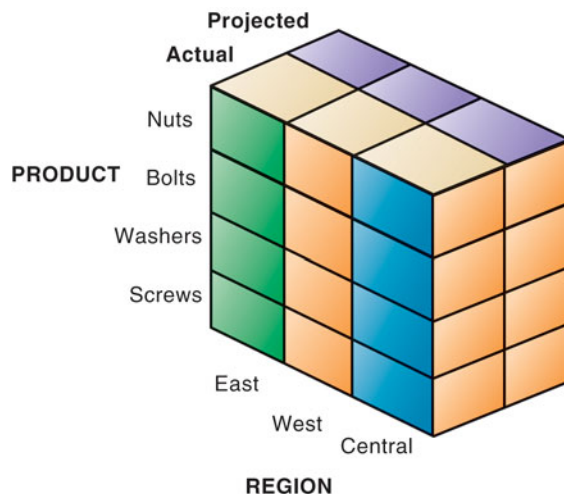 Projected
Actual
Nuts
PRODUCT
Bolts
Washers
Screws
East
West
Central
REGION